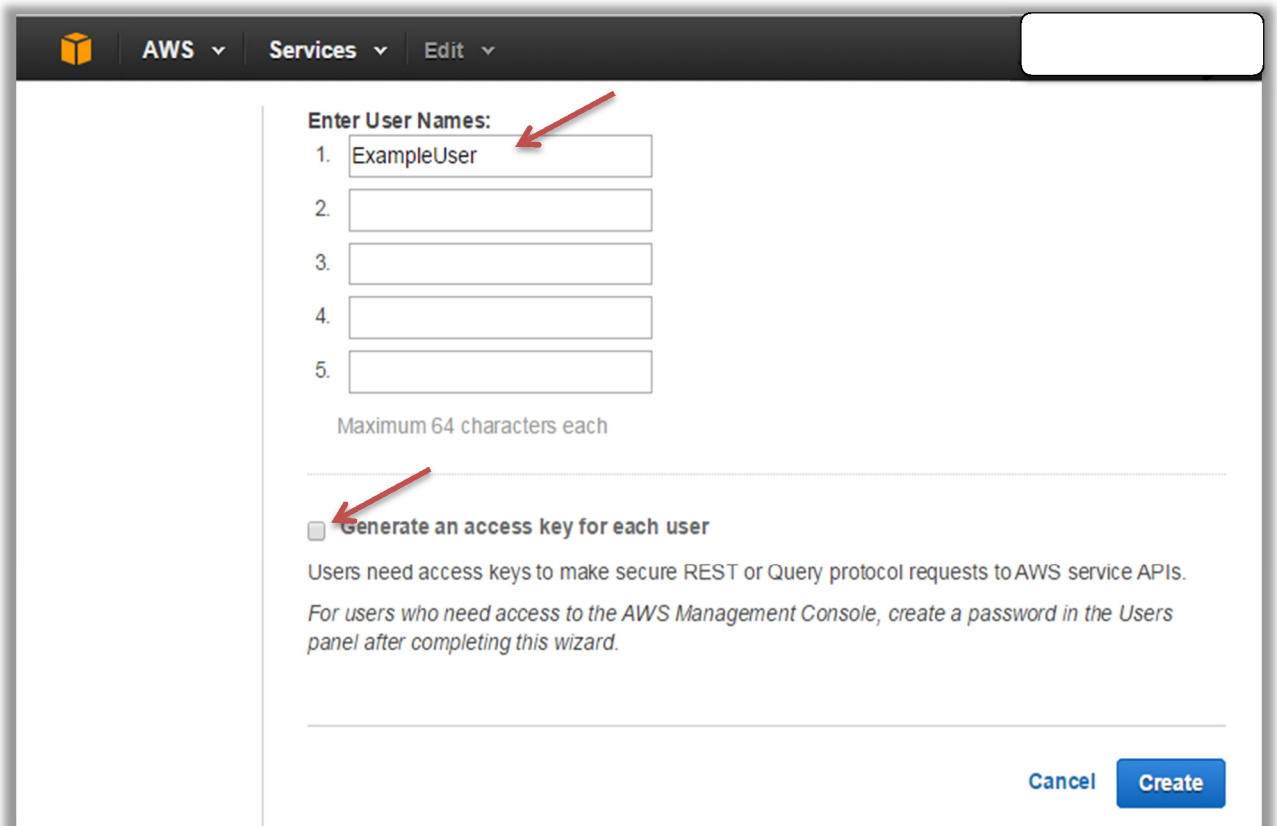 AWS Services Edit
Enter User Names:
1. ExampleUser
2.
3.
4.
5.
Maximum 64 characters each
Generate an access key for each user
Users need access keys to make secure REST or Query protocol requests to AWS service APIs.
For users who need access to the AWS Management Console, create a password in the Users
panel after completing this wizard.
Cancel Create